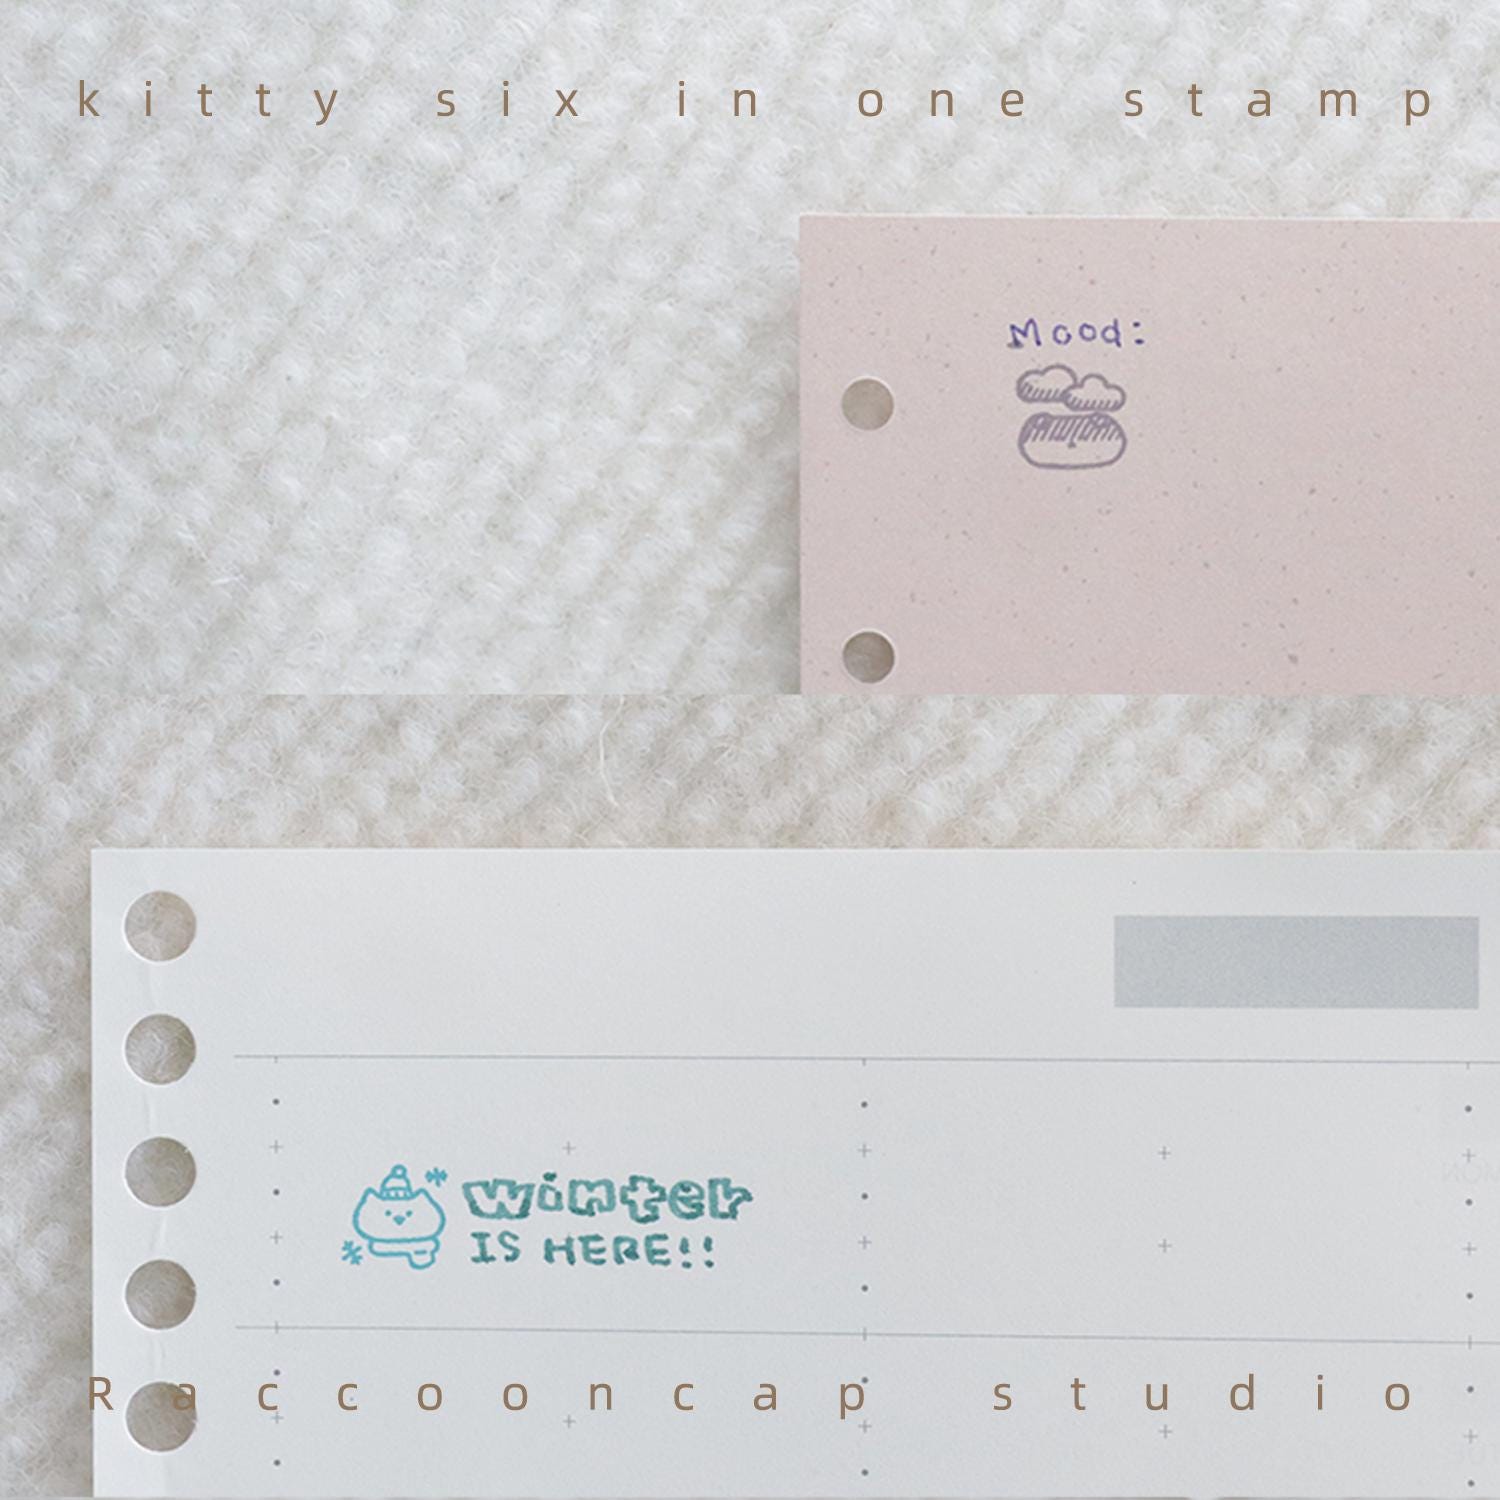 kitty six in one stamp
Mood:
winter
IS HERE!!
Raccooncap studio